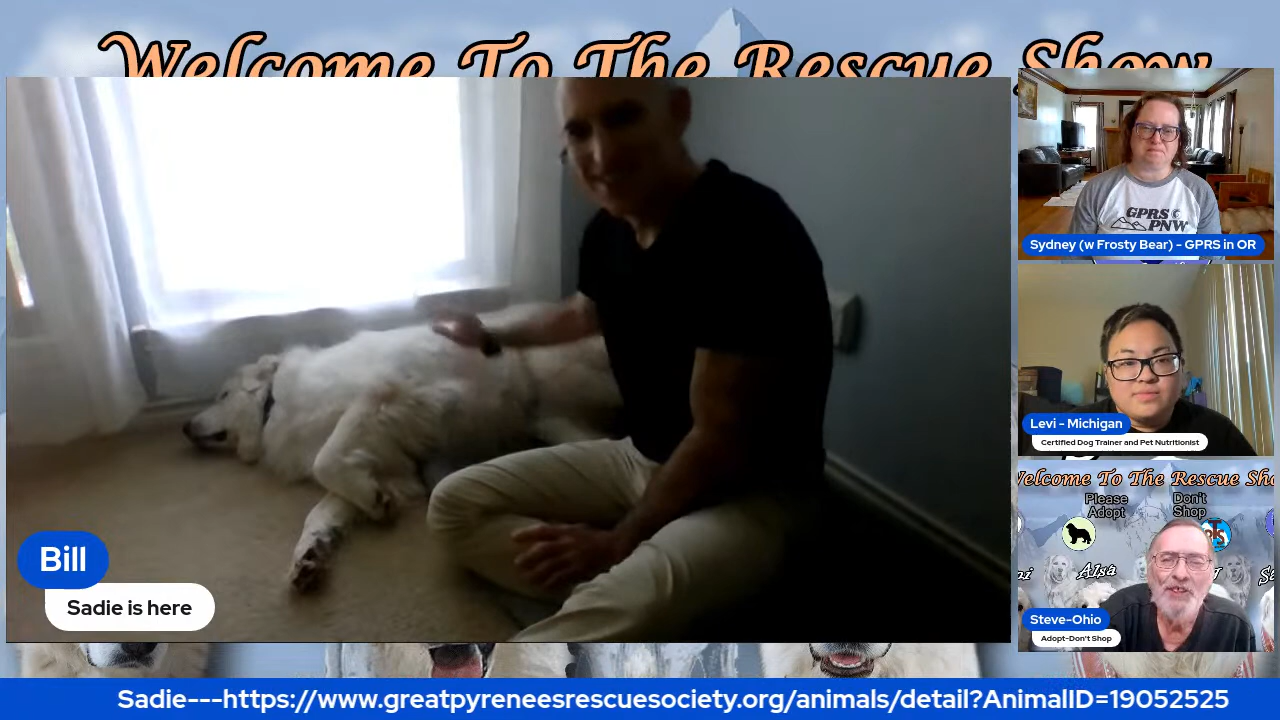 Welcome To The Rescue Show
GPRS
PNW
Sydney (w Frosty Bear) - GPRS in OR
Levi - Michigan
Certified Dog Trainer and Pet Nutritionist
Welcome To The Rescue Sho
Please
Adopt
Don't
Shop
Alsa
Steve-Ohio
Adopt-Don't Shop
Bill
Sadie is here
Sadie---https://www.greatpyreneesrescuesociety.org/animals/detail?AnimalID=19052525